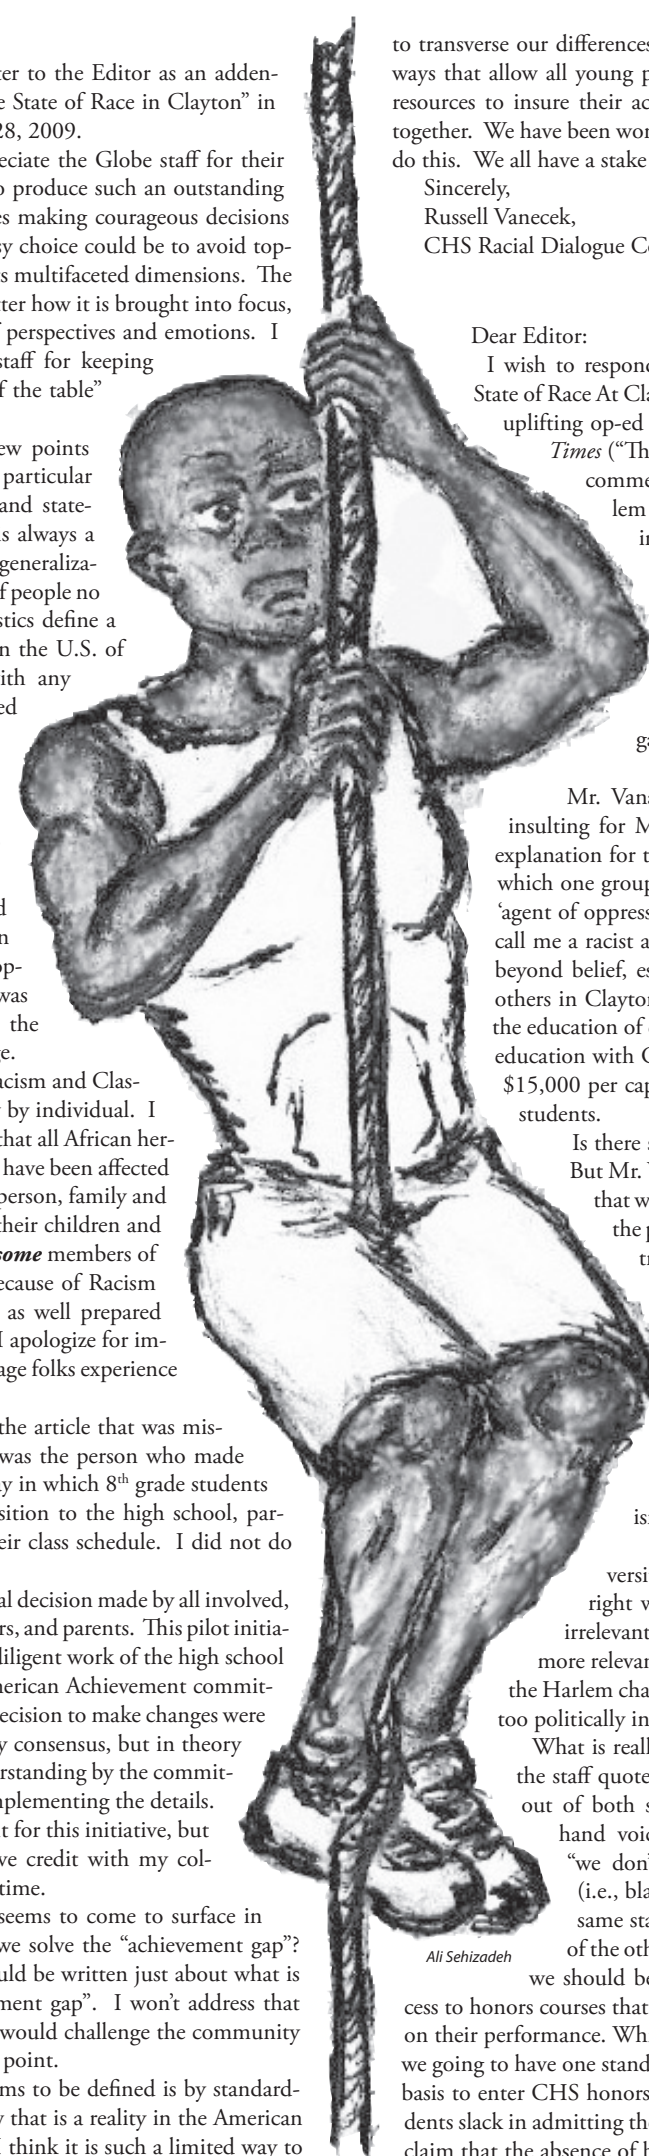 ter to the Editor as an adden-
e State of Race in Clayton” in
28, 2009.
eciate the Globe staff for their
o produce such an outstanding
es making courageous decisions
sy choice could be to avoid top-
s multifaceted dimensions. The
tter how it is brought into focus,
f perspectives and emotions. I
staff for keeping
f the table”
ew points
particular
and state-
is always a
generaliza-
f people no
stics define a
n the U.S. of
ith any
ed
d
n
op-
was
the
ge.
acism and Clas-
by individual. I
that all African her-
have been affected
person, family and
their children and
some members of
ecause of Racism
as well prepared
I apologize for im-
age folks experience
the article that was mis-
was the person who made
ay in which 8th grade students
sition to the high school, par-
eir class schedule. I did not do
al decision made by all involved,
rs, and parents. This pilot initia-
diligent work of the high school
merican Achievement commit-
ecision to make changes were
y consensus, but in theory
rstanding by the commit-
mplementing the details.
t for this initiative, but
ve credit with my col-
time.
seems to come to surface in
we solve the “achievement gap”?
uld be written just about what is
ment gap”. I won’t address that
would challenge the community
point.
ms to be defined is by standard-
y that is a reality in the American
I think it is such a limited way to
to transverse our differences
ways that allow all young p
resources to insure their ac
together. We have been wor
do this. We all have a stake
Sincerely,
Russell Vanecek,
CHS Racial Dialogue Co
Dear Editor:
I wish to respond
State of Race At Cla
uplifting op-ed
Times (“Th
comme
lem
in
ga
Mr. Vana
insulting for M
explanation for t
which one group
‘agent of oppress
call me a racist a
beyond belief, es
others in Clayton
the education of
education with C
$15,000 per cap
students.
Is there s
But Mr. V
that w
the p
tr
is
versi
right w
irrelevant
more relevan
the Harlem cha
too politically in
What is reall
the staff quote
out of both s
hand voic
“we don’
(i.e., bla
same sta
of the oth
we should be
cess to honors courses that
on their performance. Wh
we going to have one stand
basis to enter CHS honors
dents slack in admitting the
claim that the absence of b
Ali Sehizadeh